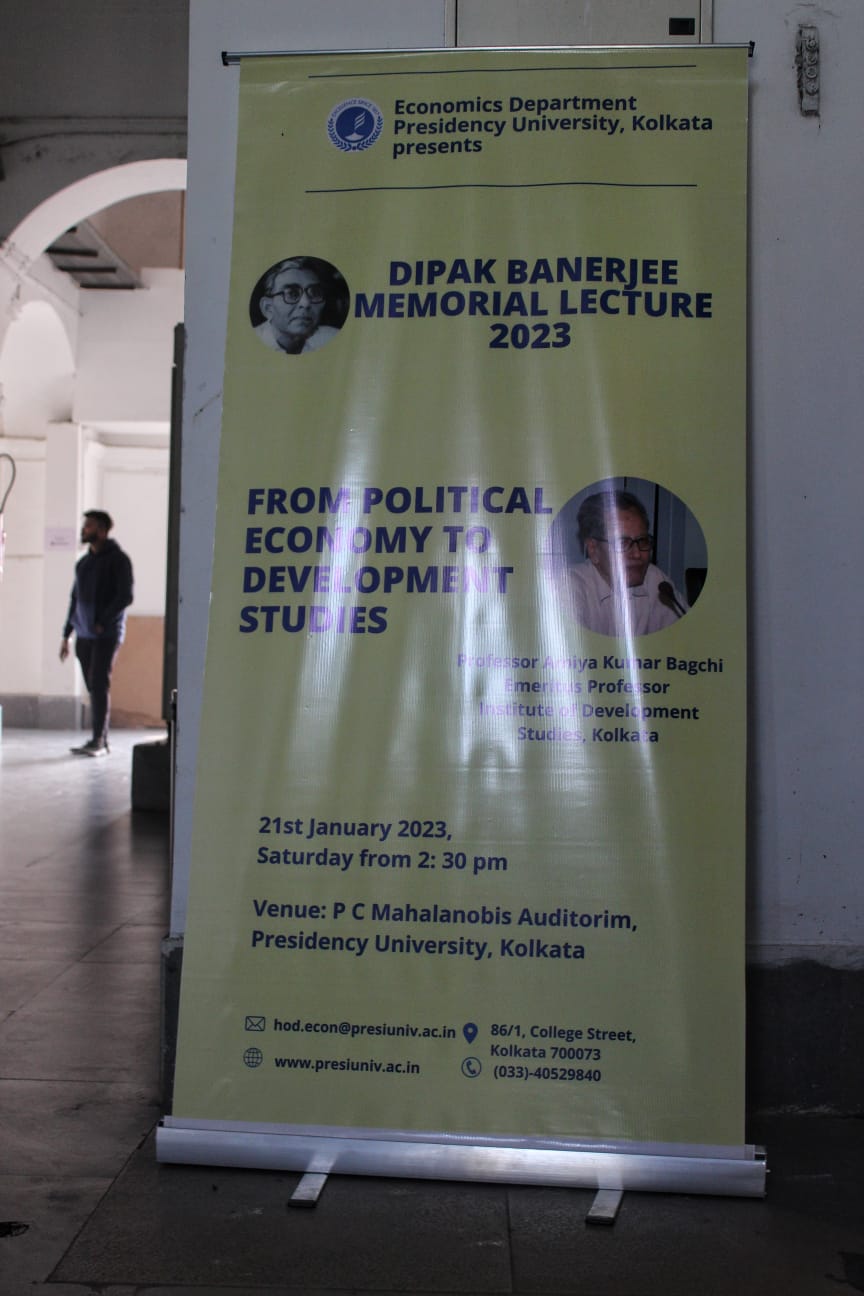 EXCELLENCE SINCE 1817
Economics Department
Presidency University, Kolkata
presents
DIPAK BANERJEE
MEMORIAL LECTURE
2023
FROM POLITICAL
ECONOMY TO
DEVELOPMENT
STUDIES
Professor Amiya Kumar Bagchi
Emeritus Professor
Institute of Development
Studies, Kolkata
21st January 2023,
Saturday from 2: 30 pm
Venue: P C Mahalanobis Auditorim,
Presidency University, Kolkata
hod.econ@presiuniv.ac.in
www.presiuniv.ac.in
86/1, College Street,
Kolkata 700073
(033)-40529840